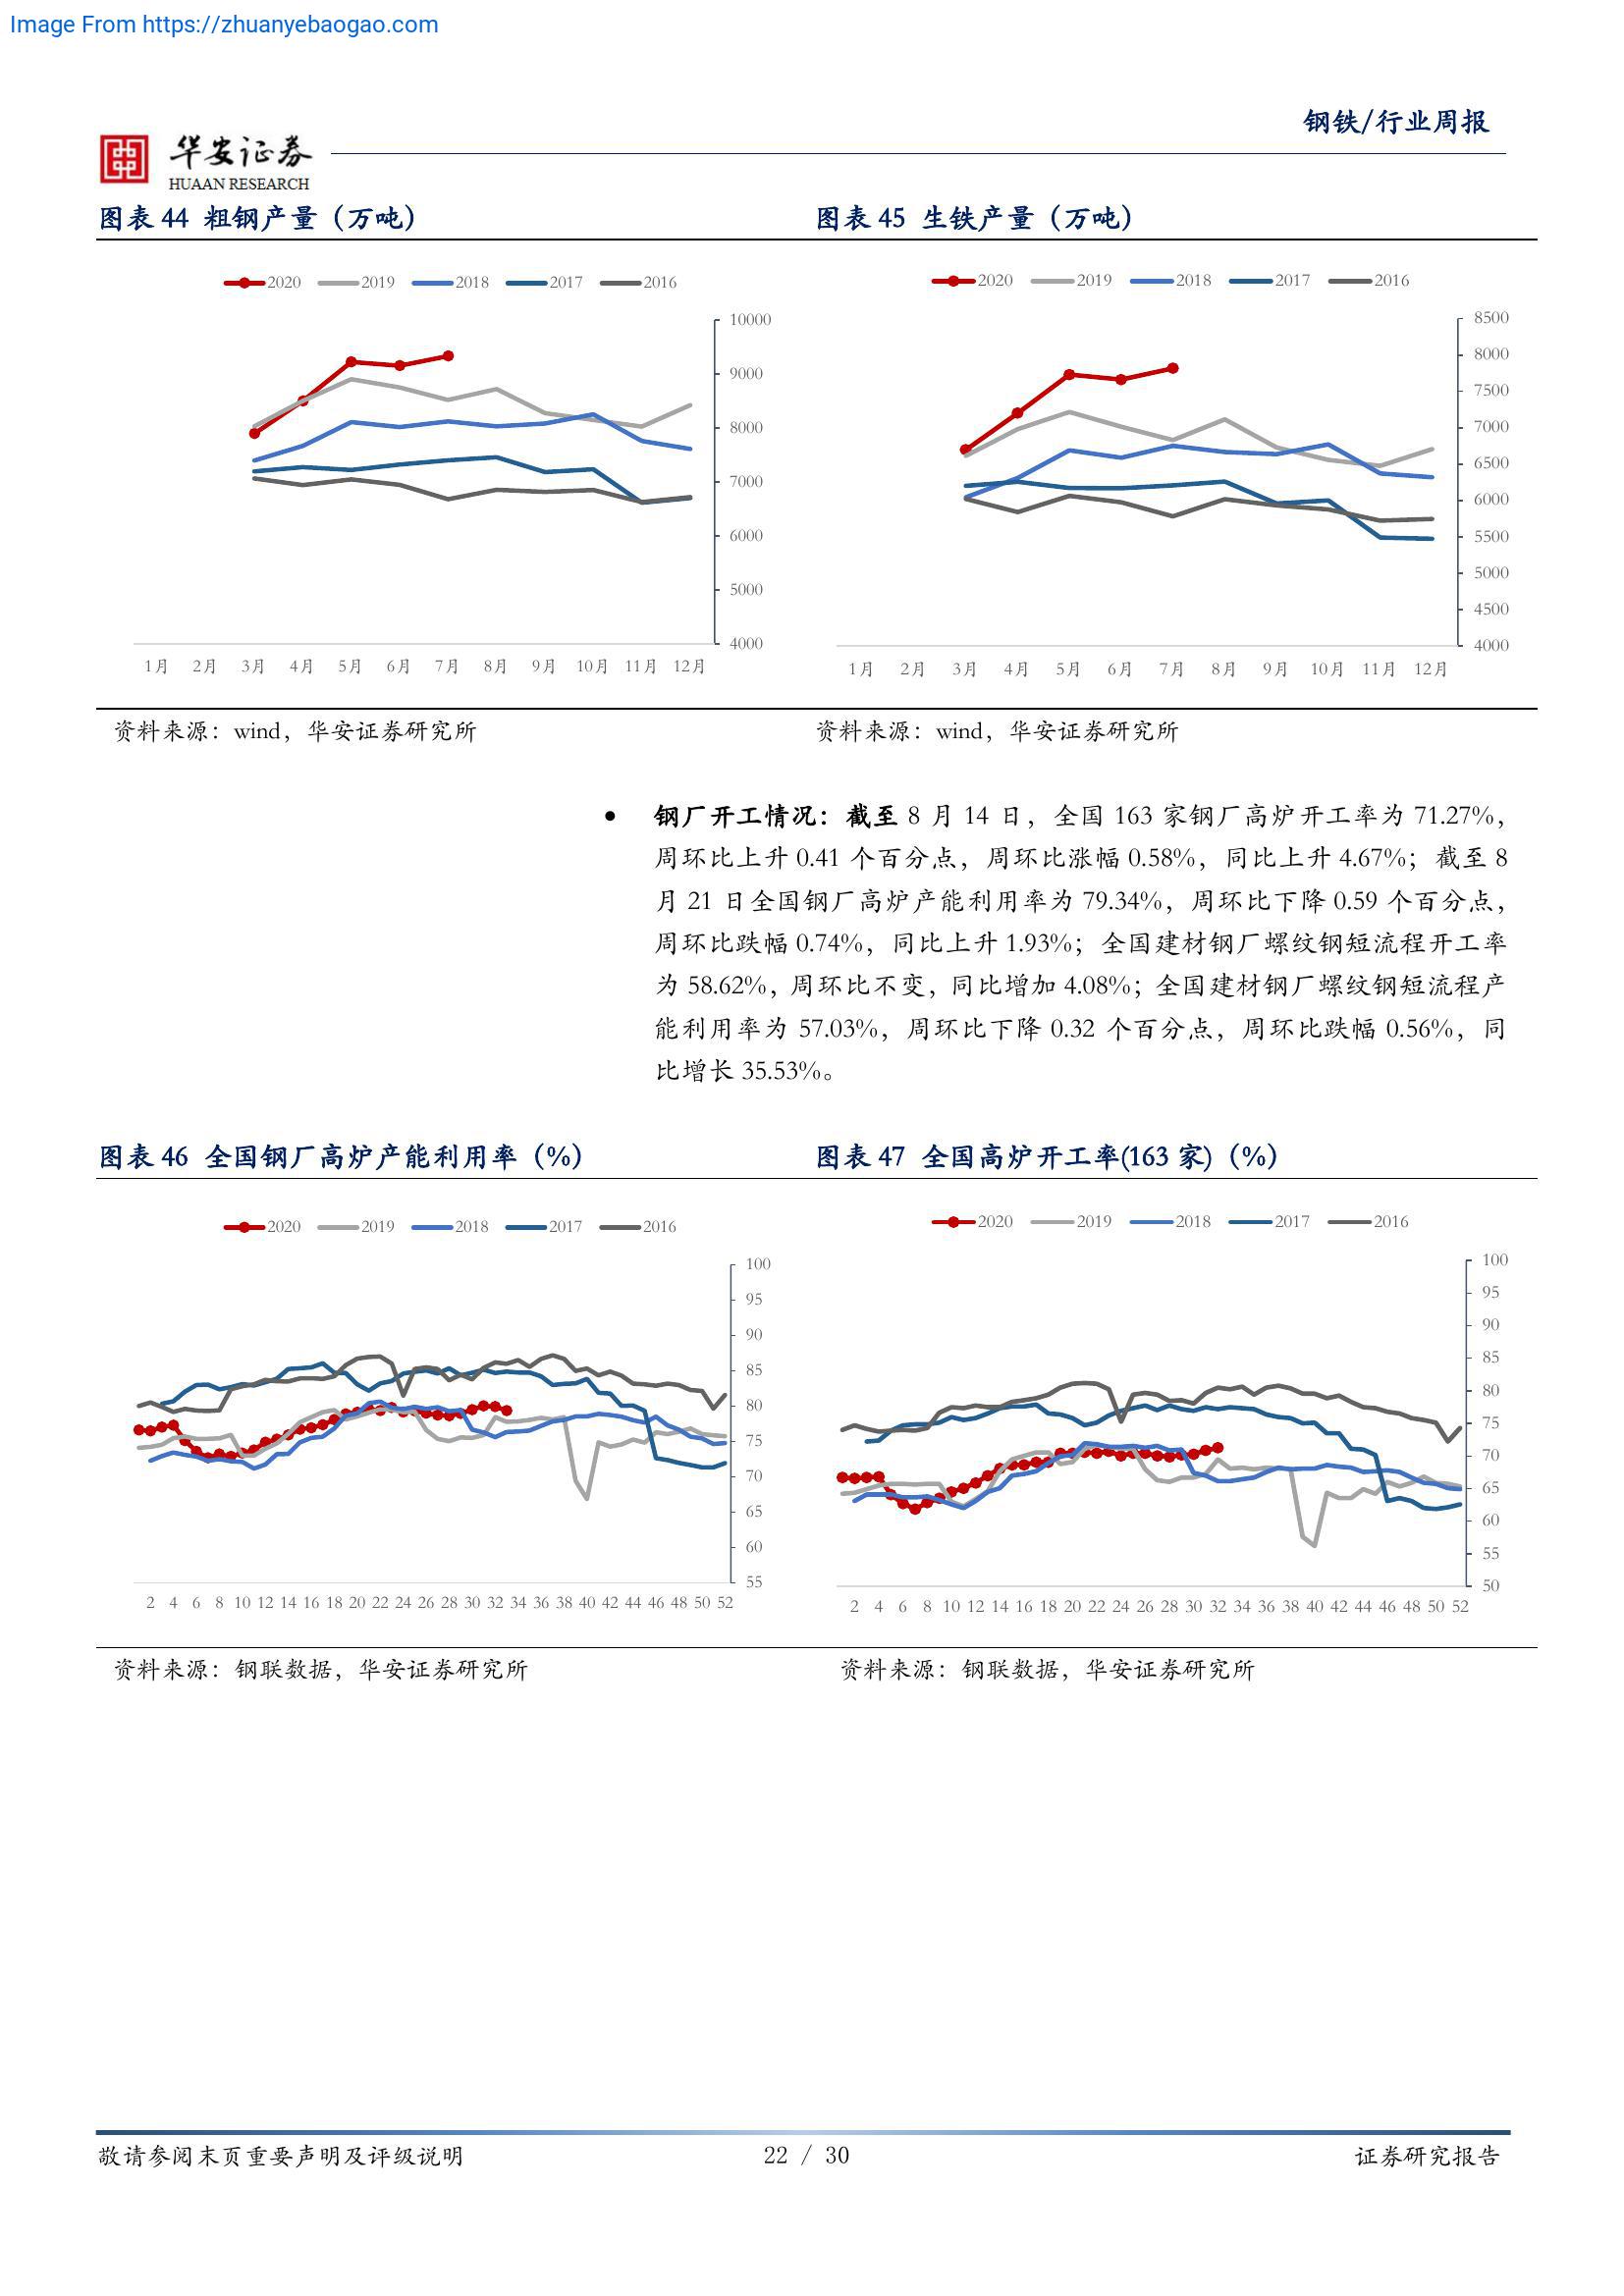 Image From https://zhuanyebaogao.com
钢铁/行业周报
华安证券
HUAAN RESEARCH
图表 44 粗钢产量（万吨）
图表 45 生铁产量（万吨）
2020 2019 2018 2017 2016
10000
9000
8000
7000
6000
5000
4000
1月 2月 3月 4月 5月 6月 7月 8月 9月 10月 11月 12月
2020 2019 2018 2017 2016
8500
8000
7500
7000
6500
6000
5500
5000
4500
4000
1月 2月 3月 4月 5月 6月 7月 8月 9月 10月 11月 12月
资料来源：wind，华安证券研究所
资料来源：wind，华安证券研究所
• 钢厂开工情况：截至 8 月 14 日，全国 163 家钢厂高炉开工率为 71.27%，
周环比上升 0.41 个百分点，周环比涨幅 0.58%，同比上升 4.67%；截至 8
月 21 日全国钢厂高炉产能利用率为 79.34%，周环比下降 0.59 个百分点，
周环比跌幅 0.74%，同比上升 1.93%；全国建材钢厂螺纹钢短流程开工率
为 58.62%，周环比不变，同比增加 4.08%；全国建材钢厂螺纹钢短流程产
能利用率为 57.03%，周环比下降 0.32 个百分点，周环比跌幅 0.56%，同
比增长 35.53%。
图表 46 全国钢厂高炉产能利用率（%）
图表 47 全国高炉开工率(163 家)（%）
2020 2019 2018 2017 2016
100
95
90
85
80
75
70
65
60
55
2 4 6 8 10 12 14 16 18 20 22 24 26 28 30 32 34 36 38 40 42 44 46 48 50 52
2020 2019 2018 2017 2016
100
95
90
85
80
75
70
65
60
55
50
2 4 6 8 10 12 14 16 18 20 22 24 26 28 30 32 34 36 38 40 42 44 46 48 50 52
资料来源：钢联数据，华安证券研究所
资料来源：钢联数据，华安证券研究所
敬请参阅末页重要声明及评级说明
22 / 30
证券研究报告